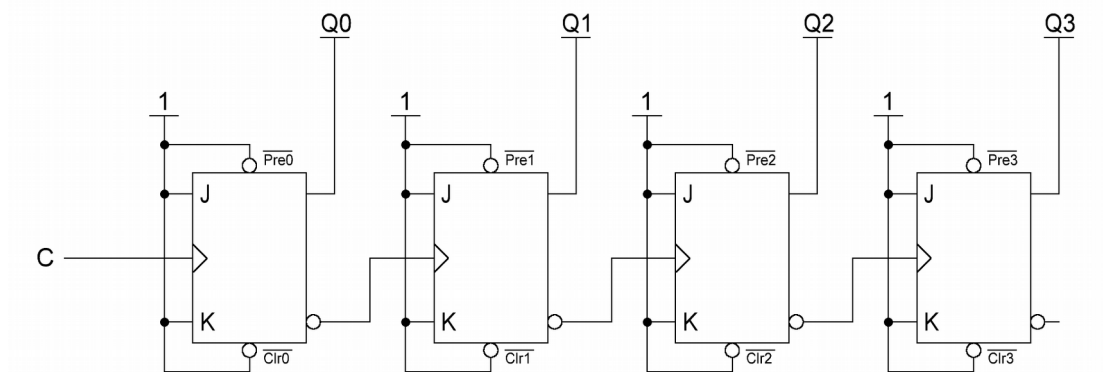 Q0 Q1 Q2 Q3
1 1 1 1
Pre0 Pre1 Pre2 Pre3
J J J J
C
K K K K
Clr0 Clr1 Clr2 Clr3